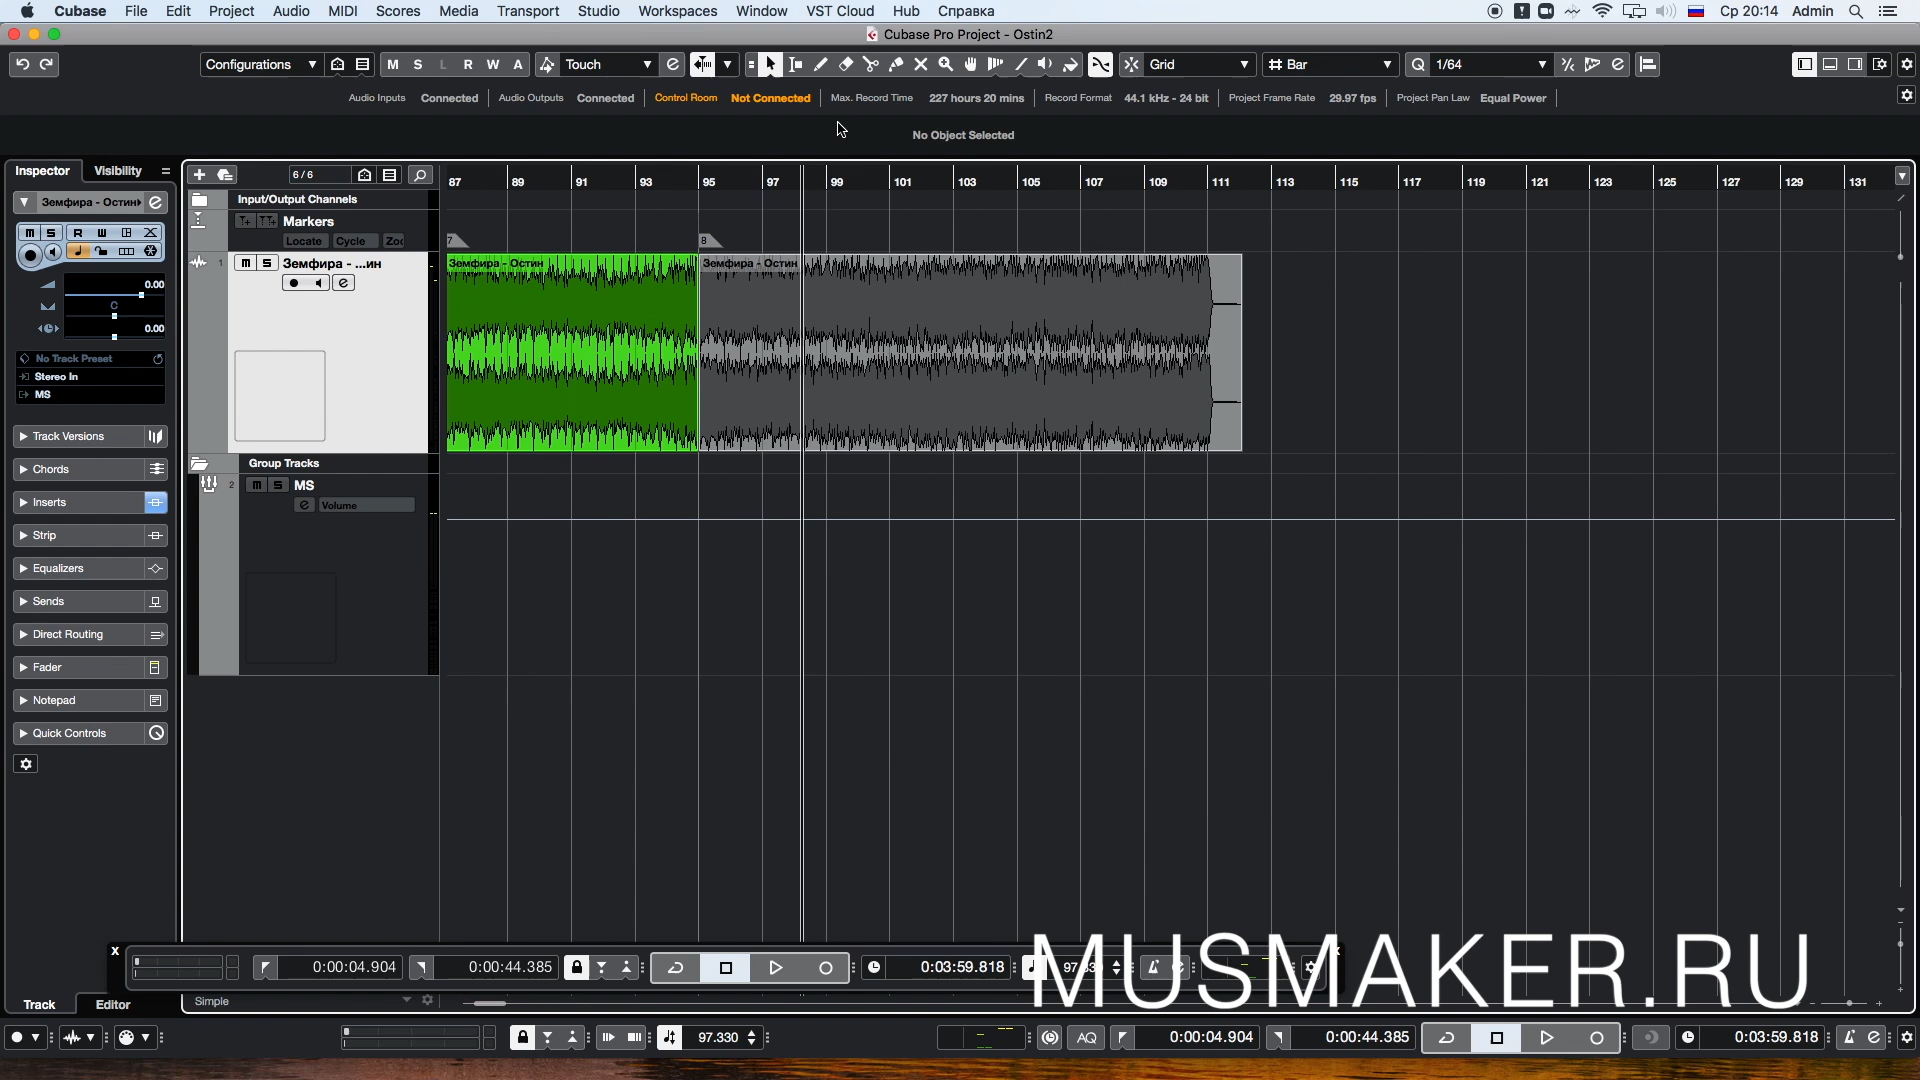 Cubase File Edit Project Audio MIDI Scores Media Transport Studio Workspaces Window VST Cloud Hub Справка Ср 20:14 Admin
Cubase Pro Project - Ostin2
Configurations M S L R W A Touch Grid Bar Q 1/64
Audio Inputs Connected Audio Outputs Connected Control Room Not Connected Max. Record Time 227 hours 20 mins Record Format 44.1 kHz - 24 bit Project Frame Rate 29.97 fps Project Pan Law Equal Power
No Object Selected
Inspector Visibility
6 / 6
87 89 91 93 95 97 99 101 103 105 107 109 111 113 115 117 119 121 123 125 127 129 131
Земфира - Остин
Input/Output Channels
Markers
Locate Cycle Zo
7 8
m S R W
1 m S Земфира - ...ин
Земфира - Остин Земфира - Остин
0.00
C
0.00
No Track Preset
Stereo In
MS
Track Versions
Chords
Inserts
Strip
Equalizers
Sends
Direct Routing
Fader
Notepad
Quick Controls
Group Tracks
2 m S MS
Volume
x 0:00:04.904 0:00:44.385 0:03:59.818
MUSMAKER.RU
Track Editor Simple
97.330 AQ 0:00:04.904 0:00:44.385 0:03:59.818